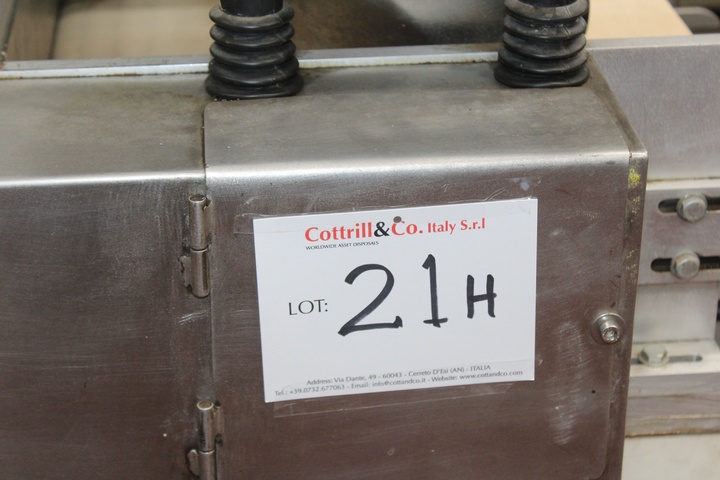 Cottrill&Co. Italy S.r.l
WORLDWIDE ASSET DISPOSALS
LOT: 21H
Address: Via Dante, 49 - 60043 - Cerreto D'Esi (AN) - ITALIA
Tel.: +39.0732.677063 - Email: info@cottandco.it - Website: www.cottandco.com